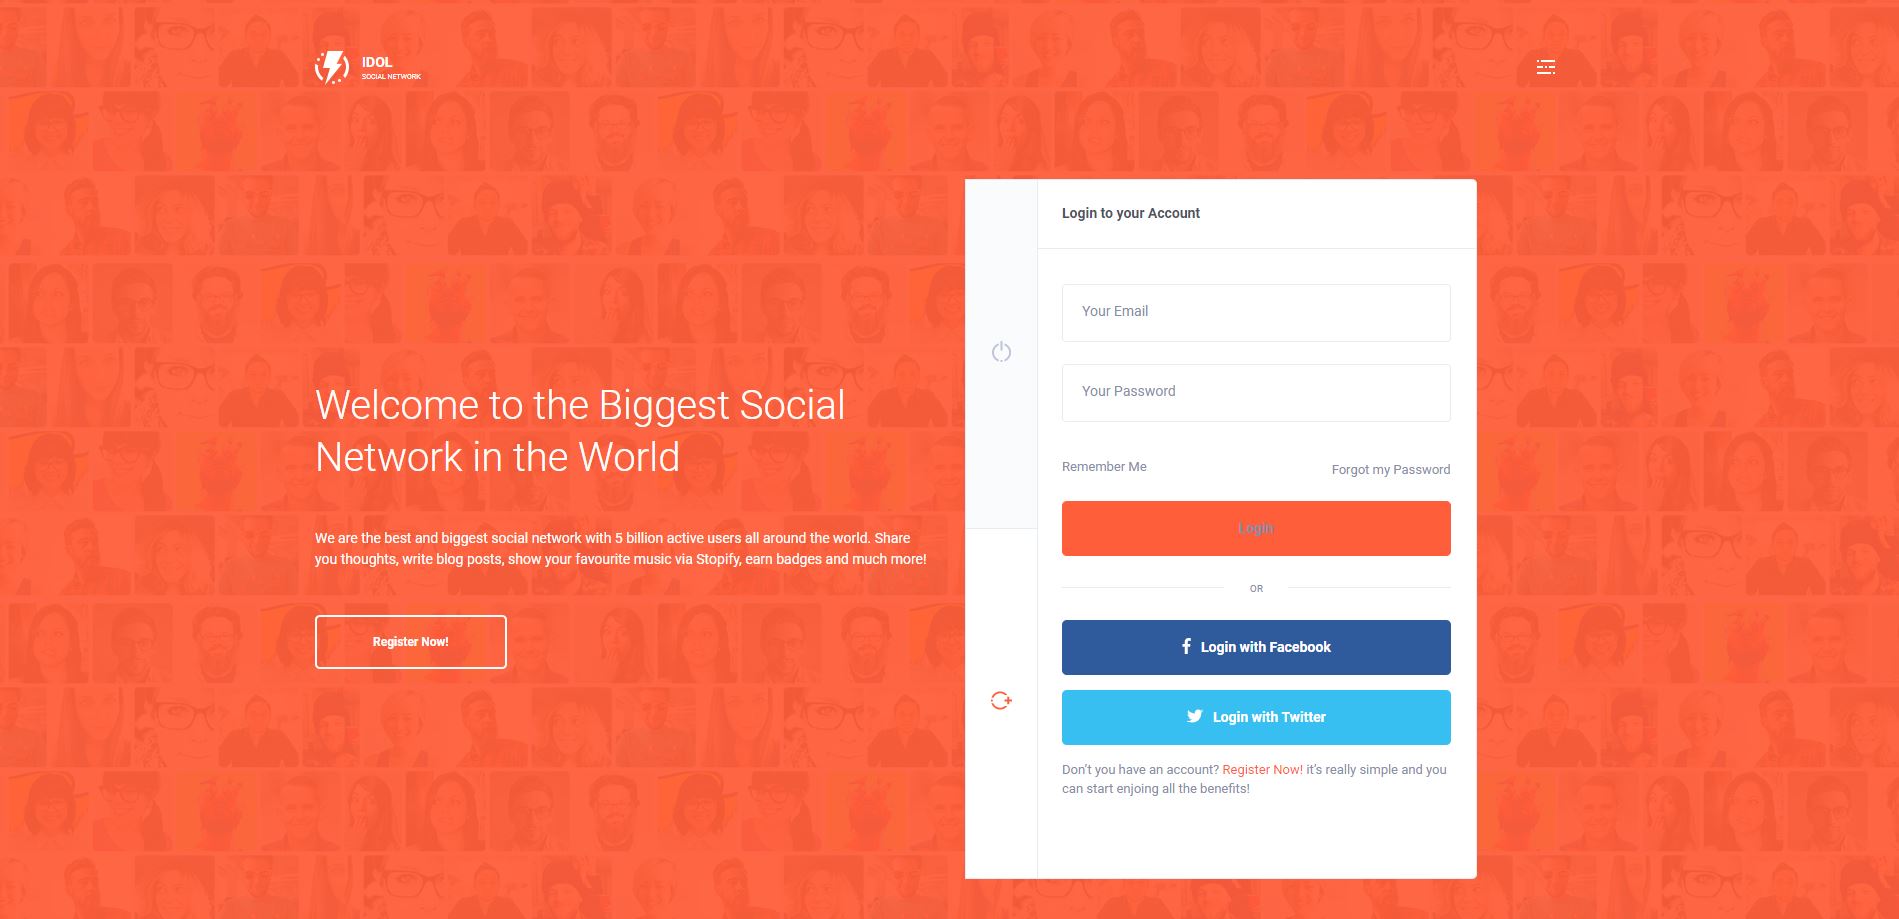 IDOL
SOCIAL NETWORK
Welcome to the Biggest Social
Network in the World
We are the best and biggest social network with 5 billion active users all around the world. Share
you thoughts, write blog posts, show your favourite music via Stopify, earn badges and much more!
Register Now!
Login to your Account
Your Email
Your Password
Remember Me
Forgot my Password
Login
OR
Login with Facebook
Login with Twitter
Don't you have an account? Register Now! it's really simple and you
can start enjoing all the benefits!